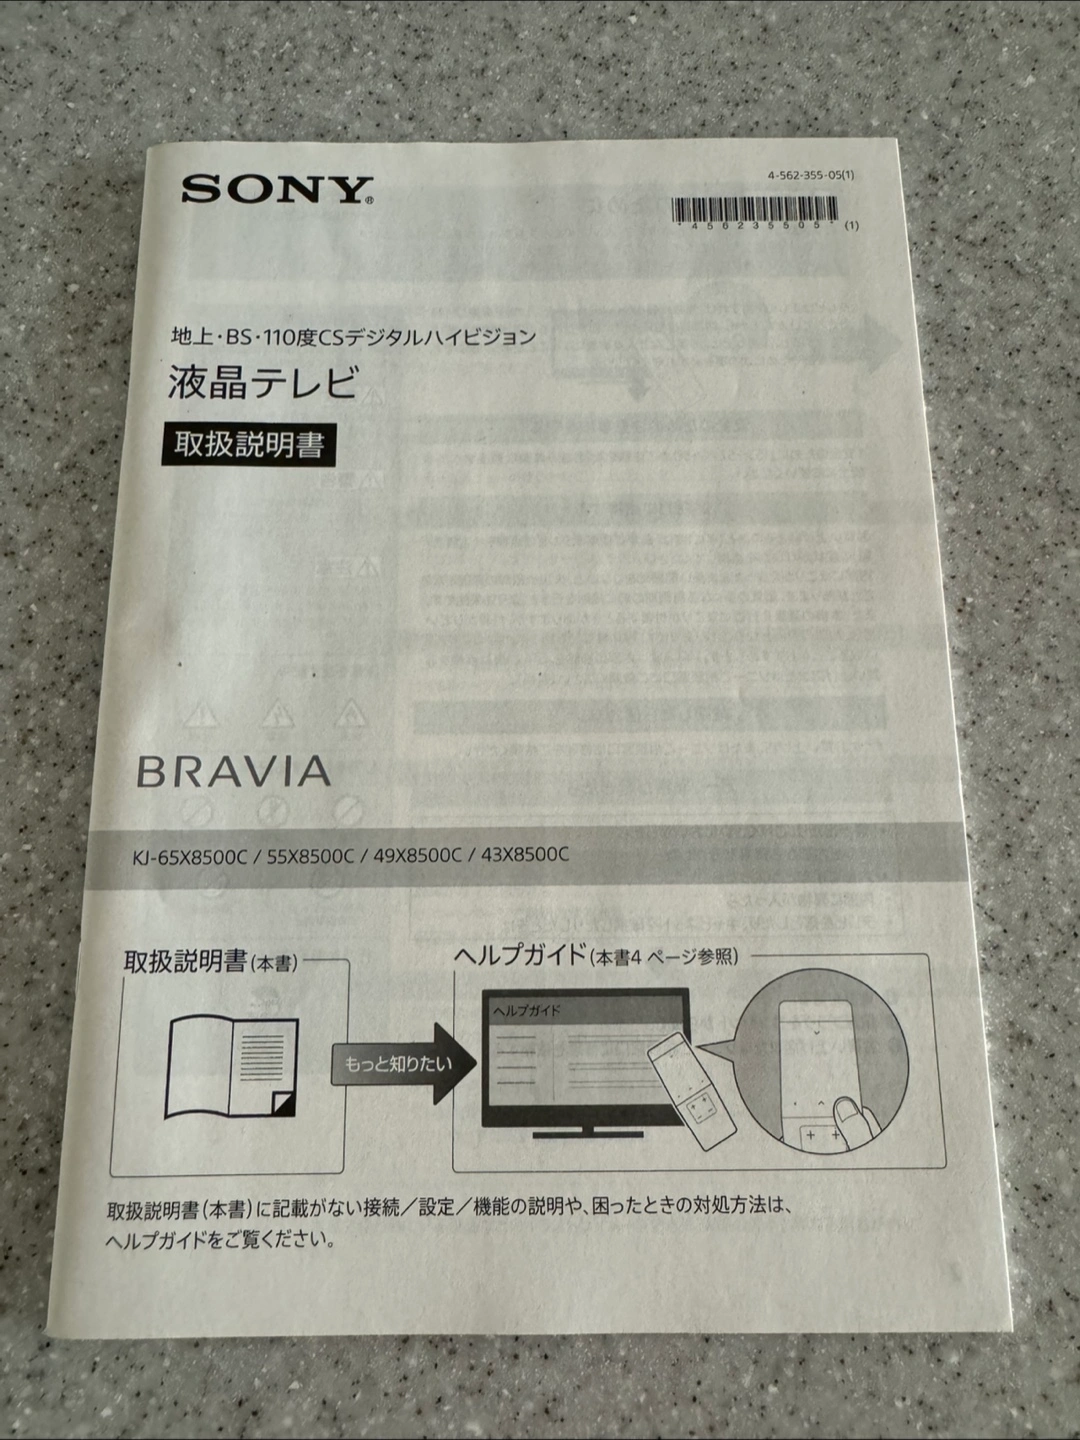 SONY®
4-562-355-05(1)
*456235505* (1)
地上・BS・110度CSデジタルハイビジョン
液晶テレビ
取扱説明書
BRAVIA
KJ-65X8500C / 55X8500C / 49X8500C / 43X8500C
取扱説明書(本書)
ヘルプガイド(本書4 ページ参照)
ヘルプガイド
もっと知りたい
取扱説明書(本書)に記載がない接続／設定／機能の説明や、困ったときの対処方法は、
ヘルプガイドをご覧ください。